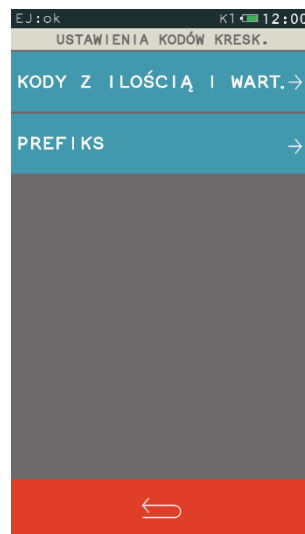 EJ:ok K1 12:00
USTAWIENIA KODÓW KRESK.
KODY Z ILOŚCIĄ I WART.→
PREFIKS →